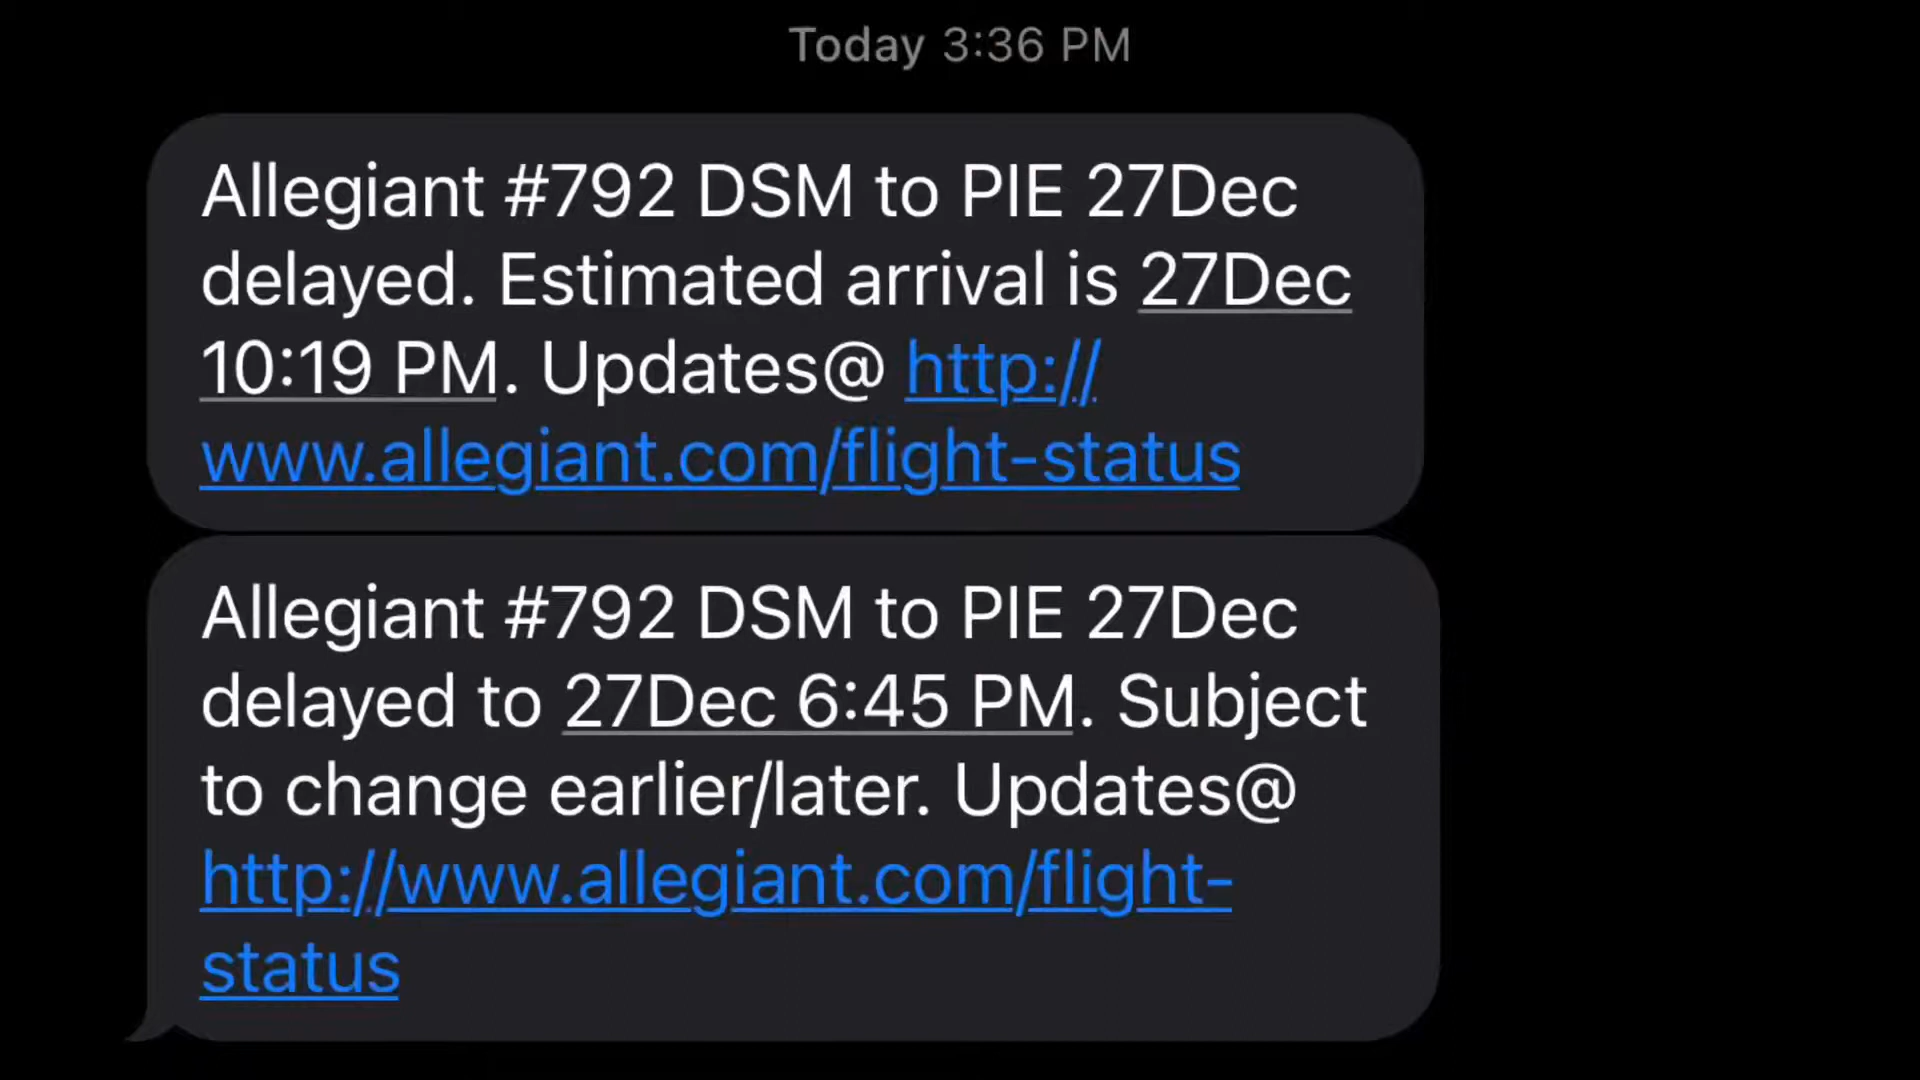 Today 3:36 PM
Allegiant #792 DSM to PIE 27Dec
delayed. Estimated arrival is 27Dec
10:19 PM. Updates@ http://
www.allegiant.com/flight-status
Allegiant #792 DSM to PIE 27Dec
delayed to 27Dec 6:45 PM. Subject
to change earlier/later. Updates@
http://www.allegiant.com/flight-
status